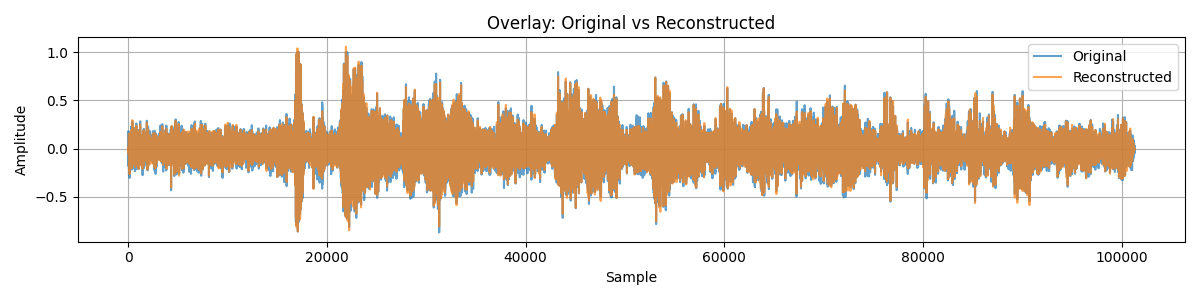 Overlay: Original vs Reconstructed
Original
Reconstructed
Amplitude
1.0
0.5
0.0
−0.5
0 20000 40000 60000 80000 100000
Sample